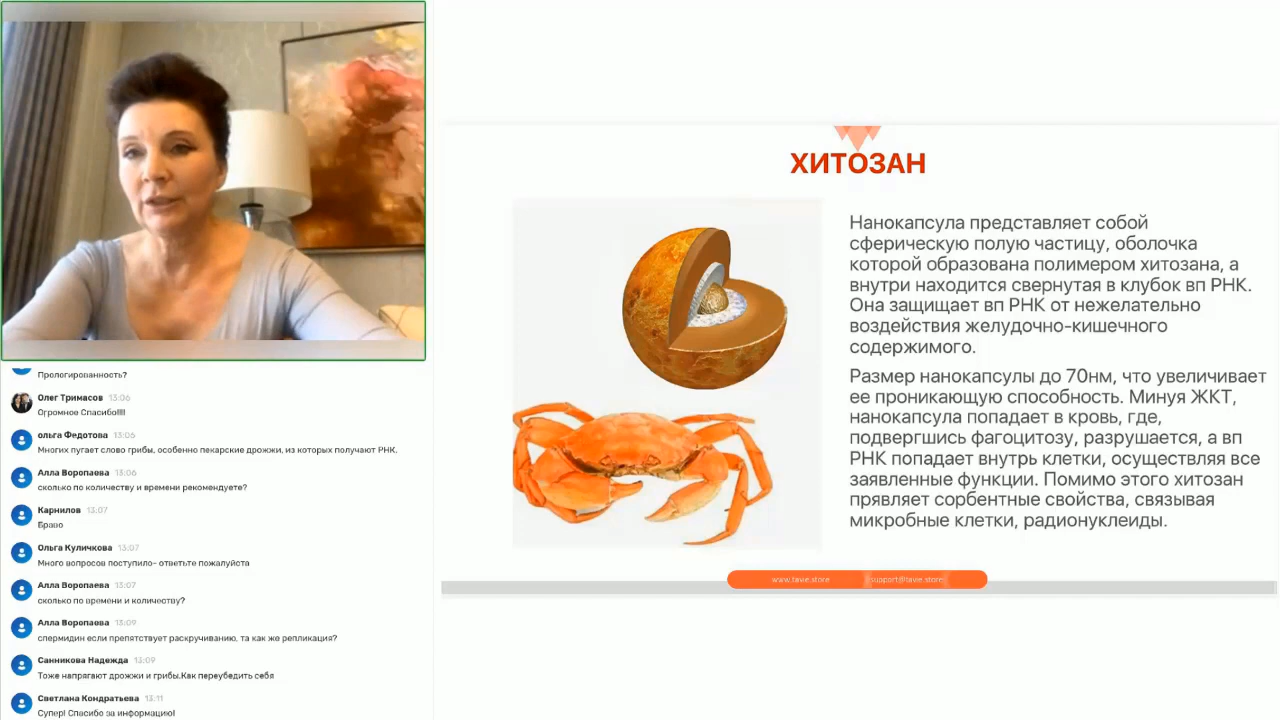 Прологированность?
Олег Тримасов 13:06
Огромное Спасибо!!!!
ольга Федотова 13:06
Многих пугает слово грибы, особенно пекарские дрожжи, из которых получают РНК.
Алла Воропаева 13:06
сколько по количеству и времени рекомендуете?
Карнилов 13:07
Браво
Ольга Куличкова 13:07
Много вопросов поступило- ответьте пожалуйста
Алла Воропаева 13:07
сколько по времени и количеству?
Алла Воропаева 13:09
спермидин если препятствует раскручиванию, та как же репликация?
Санникова Надежда 13:09
Тоже напрягают дрожжи и грибы.Как переубедить себя
Светлана Кондратьева 13:11
Супер! Спасибо за информацию!
ХИТОЗАН
Нанокапсула представляет собой
сферическую полую частицу, оболочка
которой образована полимером хитозана, а
внутри находится свернутая в клубок вп РНК.
Она защищает вп РНК от нежелательно
воздействия желудочно-кишечного
содержимого.
Размер нанокапсулы до 70нм, что увеличивает
ее проникающую способность. Минуя ЖКТ,
нанокапсула попадает в кровь, где,
подвергшись фагоцитозу, разрушается, а вп
РНК попадает внутрь клетки, осуществляя все
заявленные функции. Помимо этого хитозан
прявляет сорбентные свойства, связывая
микробные клетки, радионуклеиды.
www.lavie.store support@lavie.store